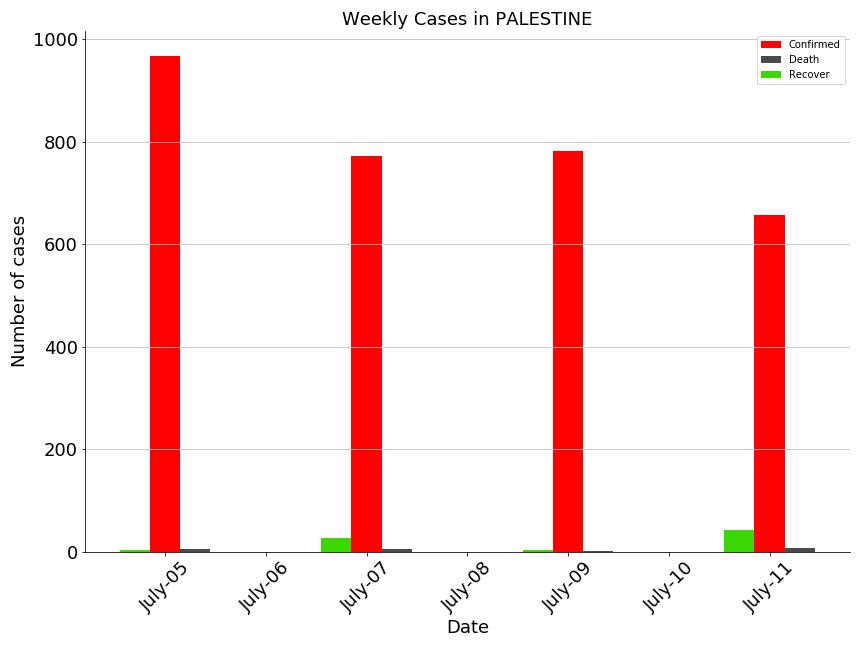 Weekly Cases in PALESTINE
Confirmed
Death
Recover
Number of cases
1000
800
600
400
200
0
July-05
July-06
July-07
July-08
July-09
July-10
July-11
Date